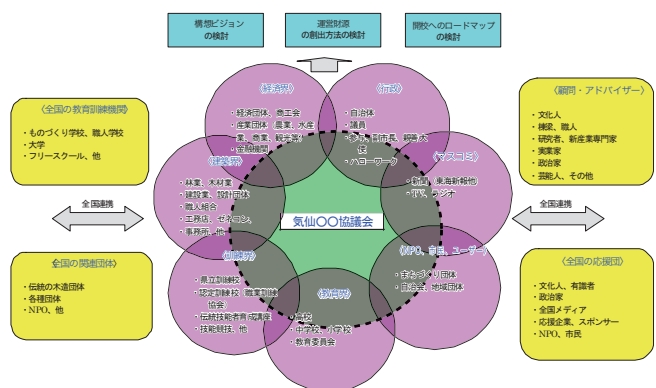 構想ビジョン
の検討
運営財源
の創出方法の検討
開校へのロードマップ
の検討
〈全国の教育訓練機関〉
・ものづくり学校、職人学校
・大学
・フリースクール、他
全国連携
〈全国の関連団体〉
・伝統の木造団体
・各種団体
・NPO、他
〈経済界〉
・経済団体、商工会
・産業団体（農業、水産
業、商業、観光等）
・金融機関
〈行政〉
・自治体
・議員
・参与、副市長、親善大
使
・ハローワーク
〈建築界〉
・林業、木材業
・建設業、設計団体
・職人組合
・工務店、ゼネコン、
事務所、他
〈マスコミ〉
・新聞（東海新報他）
・TV、ラジオ
気仙〇〇協議会
〈訓練界〉
・県立訓練校
・認定訓練校（職業訓練
協会）
・伝統技能者育成講座
・技能競技、他
〈教育界〉
・高校
・中学校、小学校
・教育委員会
〈NPO、市民、ユーザー〉
・まちづくり団体
・自治会、地域団体
〈顧問・アドバイザー〉
・文化人
・棟梁、職人
・研究者、新産業専門家
・実業家
・政治家
・芸能人、その他
全国連携
〈全国の応援団〉
・文化人、有識者
・政治家
・全国メディア
・応援企業、スポンサー
・NPO、市民